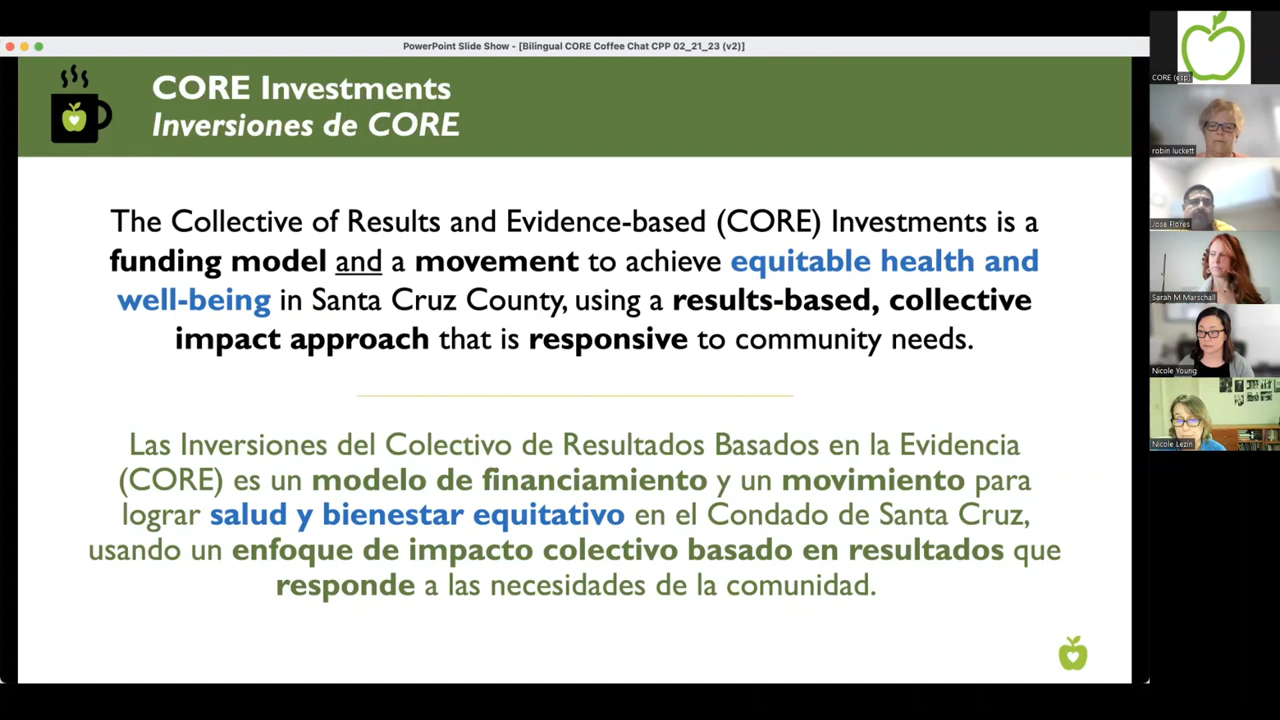 PowerPoint Slide Show - [Bilingual CORE Coffee Chat CPP 02_21_23 (v2)]
CORE Investments
Inversiones de CORE
The Collective of Results and Evidence-based (CORE) Investments is a
funding model and a movement to achieve equitable health and
well-being in Santa Cruz County, using a results-based, collective
impact approach that is responsive to community needs.
Las Inversiones del Colectivo de Resultados Basados en la Evidencia
(CORE) es un modelo de financiamiento y un movimiento para
lograr salud y bienestar equitativo en el Condado de Santa Cruz,
usando un enfoque de impacto colectivo basado en resultados que
responde a las necesidades de la comunidad.
CORE (esp)
robin luckett
Jose Flores
Sarah M Marschall
Nicole Young
Nicole Lezin